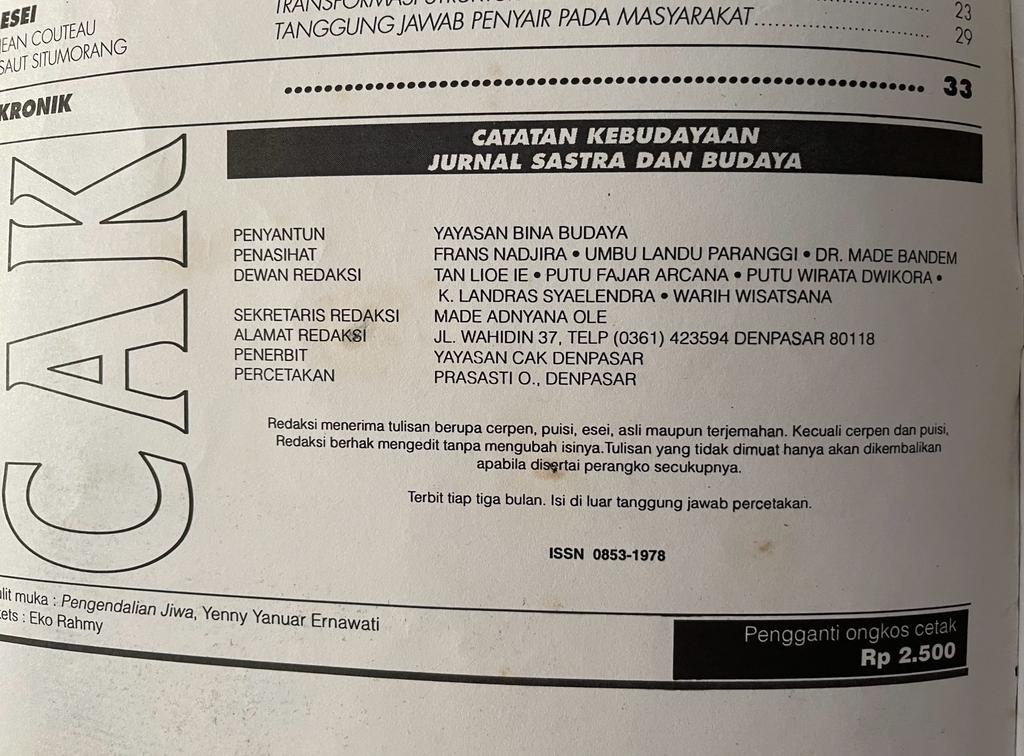 ESEI
JEAN COUTEAU 23
SAUT SITUMORANG TANGGUNG JAWAB PENYAIR PADA MASYARAKAT.............................. 29
KRONIK .................................................................. 33
CAK
CATATAN KEBUDAYAAN
JURNAL SASTRA DAN BUDAYA
PENYANTUN YAYASAN BINA BUDAYA
PENASIHAT FRANS NADJIRA • UMBU LANDU PARANGGI • DR. MADE BANDEM
DEWAN REDAKSI TAN LIOE IE • PUTU FAJAR ARCANA • PUTU WIRATA DWIKORA •
K. LANDRAS SYAELENDRA • WARIH WISATSANA
SEKRETARIS REDAKSI MADE ADNYANA OLE
ALAMAT REDAKSI JL. WAHIDIN 37, TELP (0361) 423594 DENPASAR 80118
PENERBIT YAYASAN CAK DENPASAR
PERCETAKAN PRASASTI O., DENPASAR
Redaksi menerima tulisan berupa cerpen, puisi, esei, asli maupun terjemahan. Kecuali cerpen dan puisi,
Redaksi berhak mengedit tanpa mengubah isinya.Tulisan yang tidak dimuat hanya akan dikembalikan
apabila disertai perangko secukupnya.
Terbit tiap tiga bulan. Isi di luar tanggung jawab percetakan.
ISSN 0853-1978
ulit muka : Pengendalian Jiwa, Yenny Yanuar Ernawati
kets : Eko Rahmy
Pengganti ongkos cetak
Rp 2.500